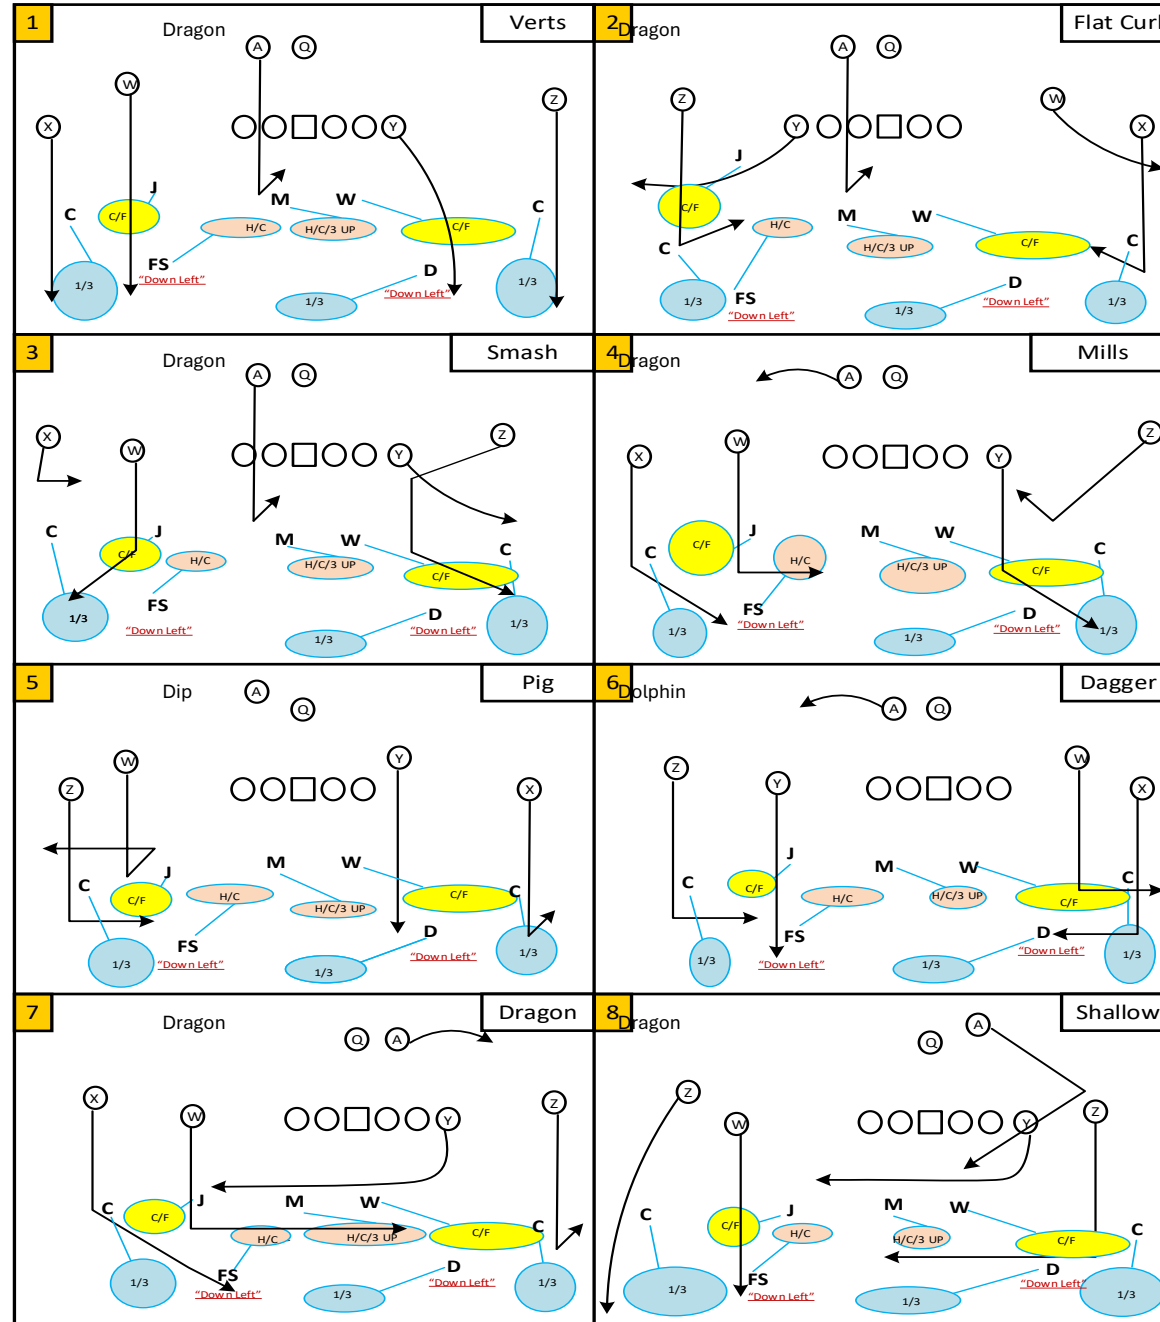 1
Dragon
Verts
A
Q
W
Z
X
Y
J
C
C/F
M
W
C
H/C
H/C/3 UP
C/F
FS
D
1/3
"Down Left"
1/3
"Down Left"
1/3
2
Dragon
Flat Curl
A
Q
Z
W
Y
X
J
C/F
M
W
H/C
C
H/C/3 UP
C/F
C
1/3
FS
D
"Down Left"
1/3
"Down Left"
1/3
3
Dragon
Smash
A
Q
X
W
Y
Z
C
J
C/F
H/C
M
W
C
H/C/3 UP
C/F
FS
D
1/3
"Down Left"
1/3
"Down Left"
1/3
4
Dragon
Mills
A
Q
W
Z
X
Y
C
C/F
J
H/C
M
W
C
H/C/3 UP
C/F
FS
D
1/3
"Down Left"
1/3
"Down Left"
1/3
5
Dip
Pig
A
Q
W
Y
Z
X
J
C
C/F
M
W
C
H/C
H/C/3 UP
C/F
FS
D
1/3
"Down Left"
1/3
"Down Left"
1/3
6
Dolphin
Dagger
A
Q
Z
Y
W
X
J
C
C/F
M
W
C
H/C
H/C/3 UP
C/F
FS
D
1/3
"Down Left"
1/3
"Down Left"
1/3
7
Dragon
Dragon
Q
A
X
W
Y
Z
C
J
C/F
M
W
C
H/C
H/C/3 UP
C/F
FS
D
1/3
"Down Left"
1/3
"Down Left"
1/3
8
Dragon
Shallow
A
Q
Z
W
Y
Z
C
J
C/F
H/C
M
W
C
H/C/3 UP
C/F
FS
D
1/3
"Down Left"
1/3
"Down Left"
1/3